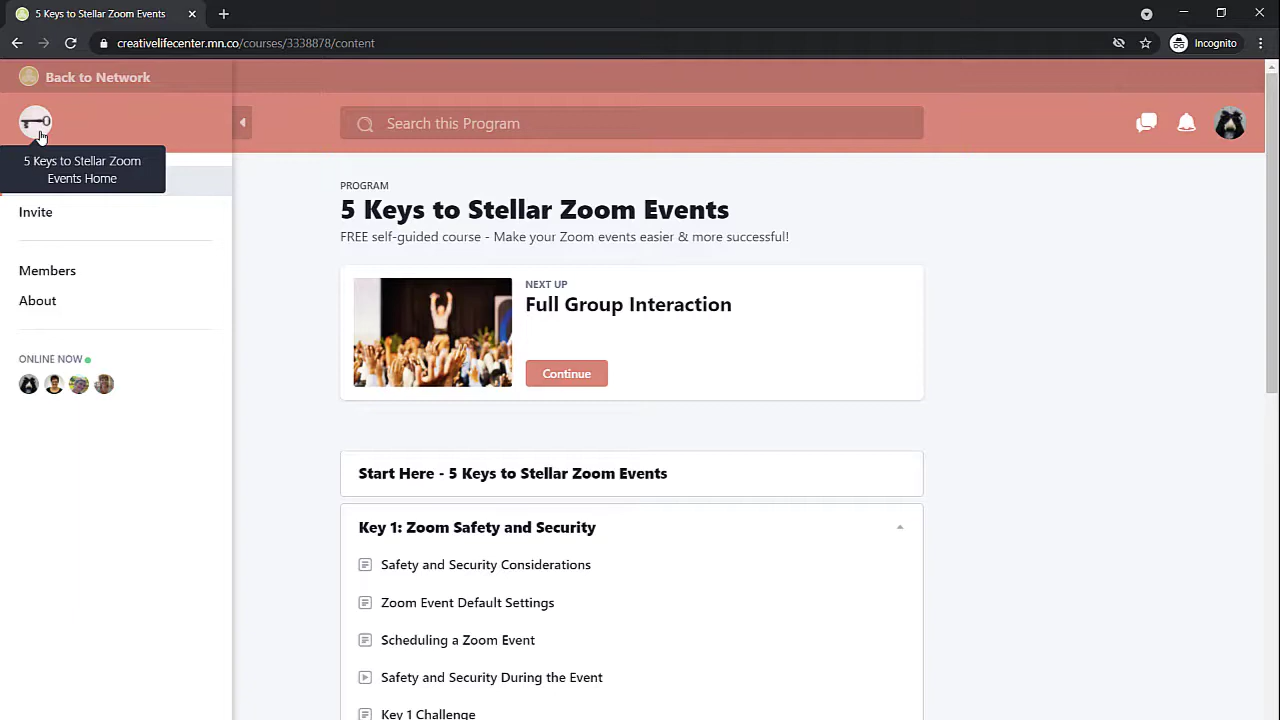 5 Keys to Stellar Zoom Events
creativelifecenter.mn.co/courses/3338878/content
Incognito
Back to Network
Search this Program
5 Keys to Stellar Zoom
Events Home
Invite
Members
About
ONLINE NOW
PROGRAM
5 Keys to Stellar Zoom Events
FREE self-guided course - Make your Zoom events easier & more successful!
NEXT UP
Full Group Interaction
Continue
Start Here - 5 Keys to Stellar Zoom Events
Key 1: Zoom Safety and Security
Safety and Security Considerations
Zoom Event Default Settings
Scheduling a Zoom Event
Safety and Security During the Event
Key 1 Challenge